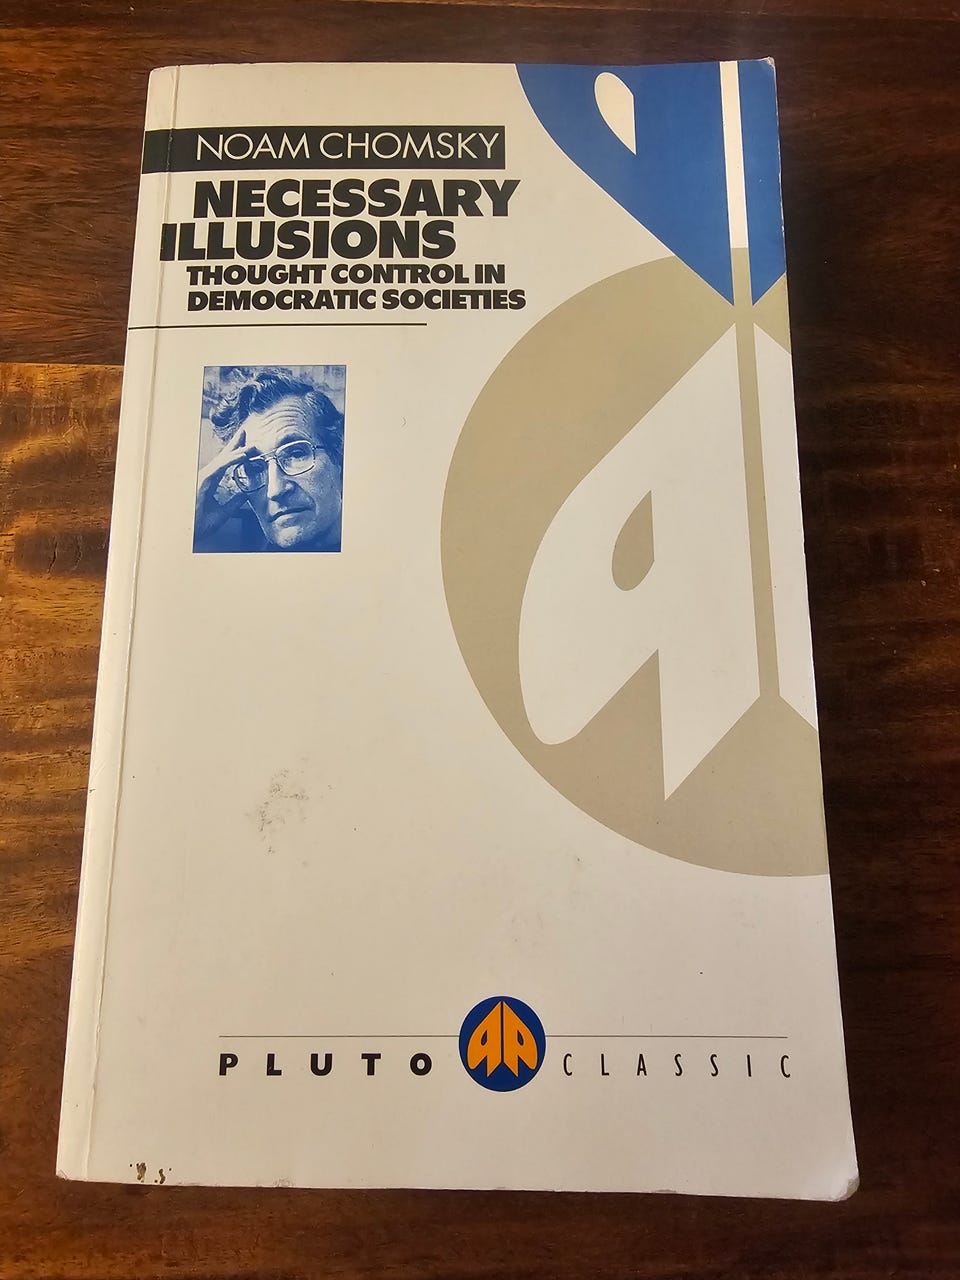 NOAM CHOMSKY
NECESSARY
ILLUSIONS
THOUGHT CONTROL IN
DEMOCRATIC SOCIETIES
PLUTO CLASSIC